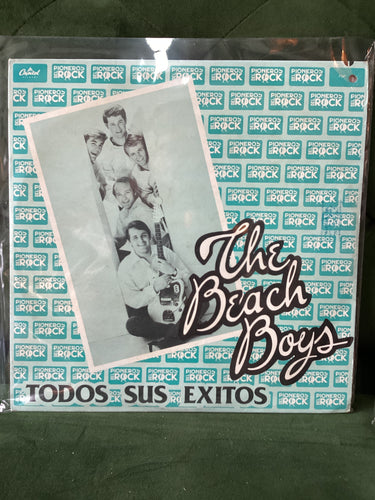 Capitol
PIONEROS DEL ROCK
The
Beach
Boys
TODOS SUS EXITOS